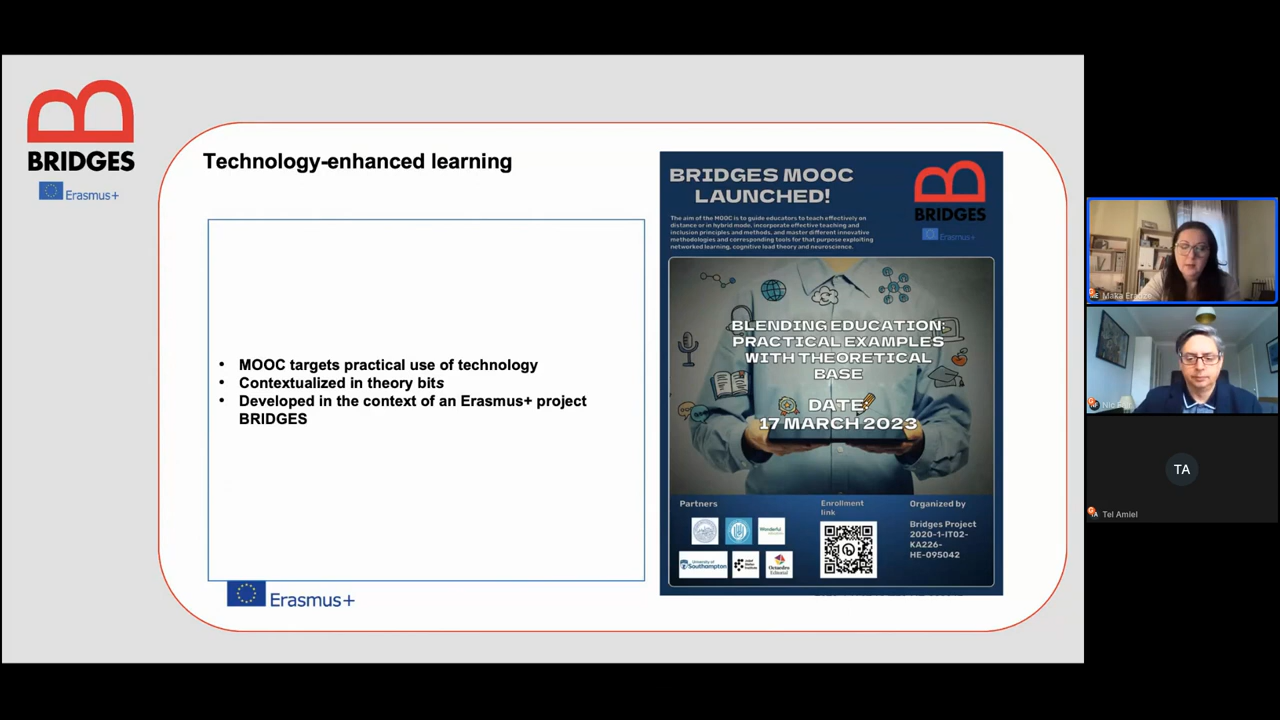 BRIDGES
Erasmus+
Technology-enhanced learning
MOOC targets practical use of technology
Contextualized in theory bits
Developed in the context of an Erasmus+ project
BRIDGES
Erasmus+
BRIDGES MOOC
LAUNCHED!
BRIDGES
Erasmus+
The aim of the MOOC is to guide educators to teach effectively on
distance or in hybrid mode, incorporate effective teaching and
inclusion principles and methods, and master different innovative
methodologies and corresponding tools for that purpose exploiting
networked learning, cognitive load theory and neuroscience.
BLENDING EDUCATION:
PRACTICAL EXAMPLES
WITH THEORETICAL
BASE
DATE:
17 MARCH 2023
Partners
University of
Southampton
Octaedro
Editorial
Enrollment
link
Organized by
Bridges Project
2020-1-IT02-
KA226-
HE-095042
Maka
TA
TA
Tel Amiel